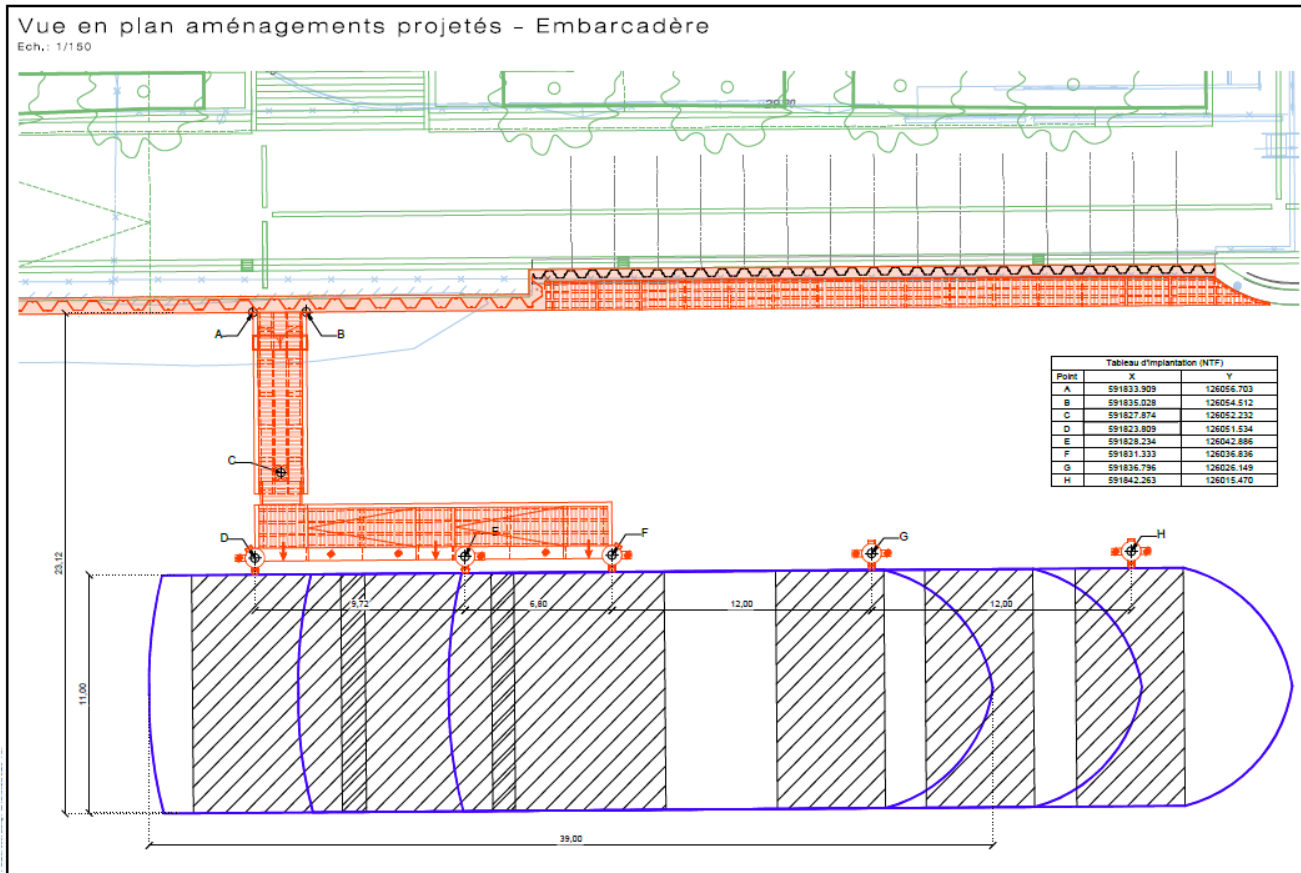 Vue en plan aménagements projetés - Embarcadère
Ech.: 1/150
39,00
A
B
Tableau d'implantation (NTF)
Point X Y
A 591833.909 126056.703
B 591835.028 126054.512
C 591827.874 126052.232
D 591823.809 126051.534
E 591828.234 126042.886
F 591831.333 126036.836
G 591836.796 126026.149
H 591842.263 126015.470
C
D
E
F
G
H
23,12
9,72
6,80
12,00
12,00
11,00
39,00